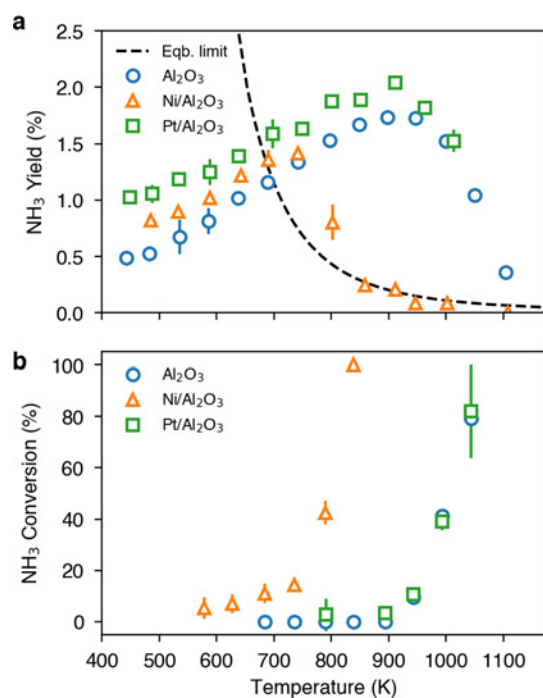 a
2.5
2.0
1.5
1.0
0.5
0.0
NH₃ Yield (%)
Eqb. limit
Al₂O₃
Ni/Al₂O₃
Pt/Al₂O₃
b
100
80
60
40
20
0
NH₃ Conversion (%)
Al₂O₃
Ni/Al₂O₃
Pt/Al₂O₃
400 500 600 700 800 900 1000 1100
Temperature (K)